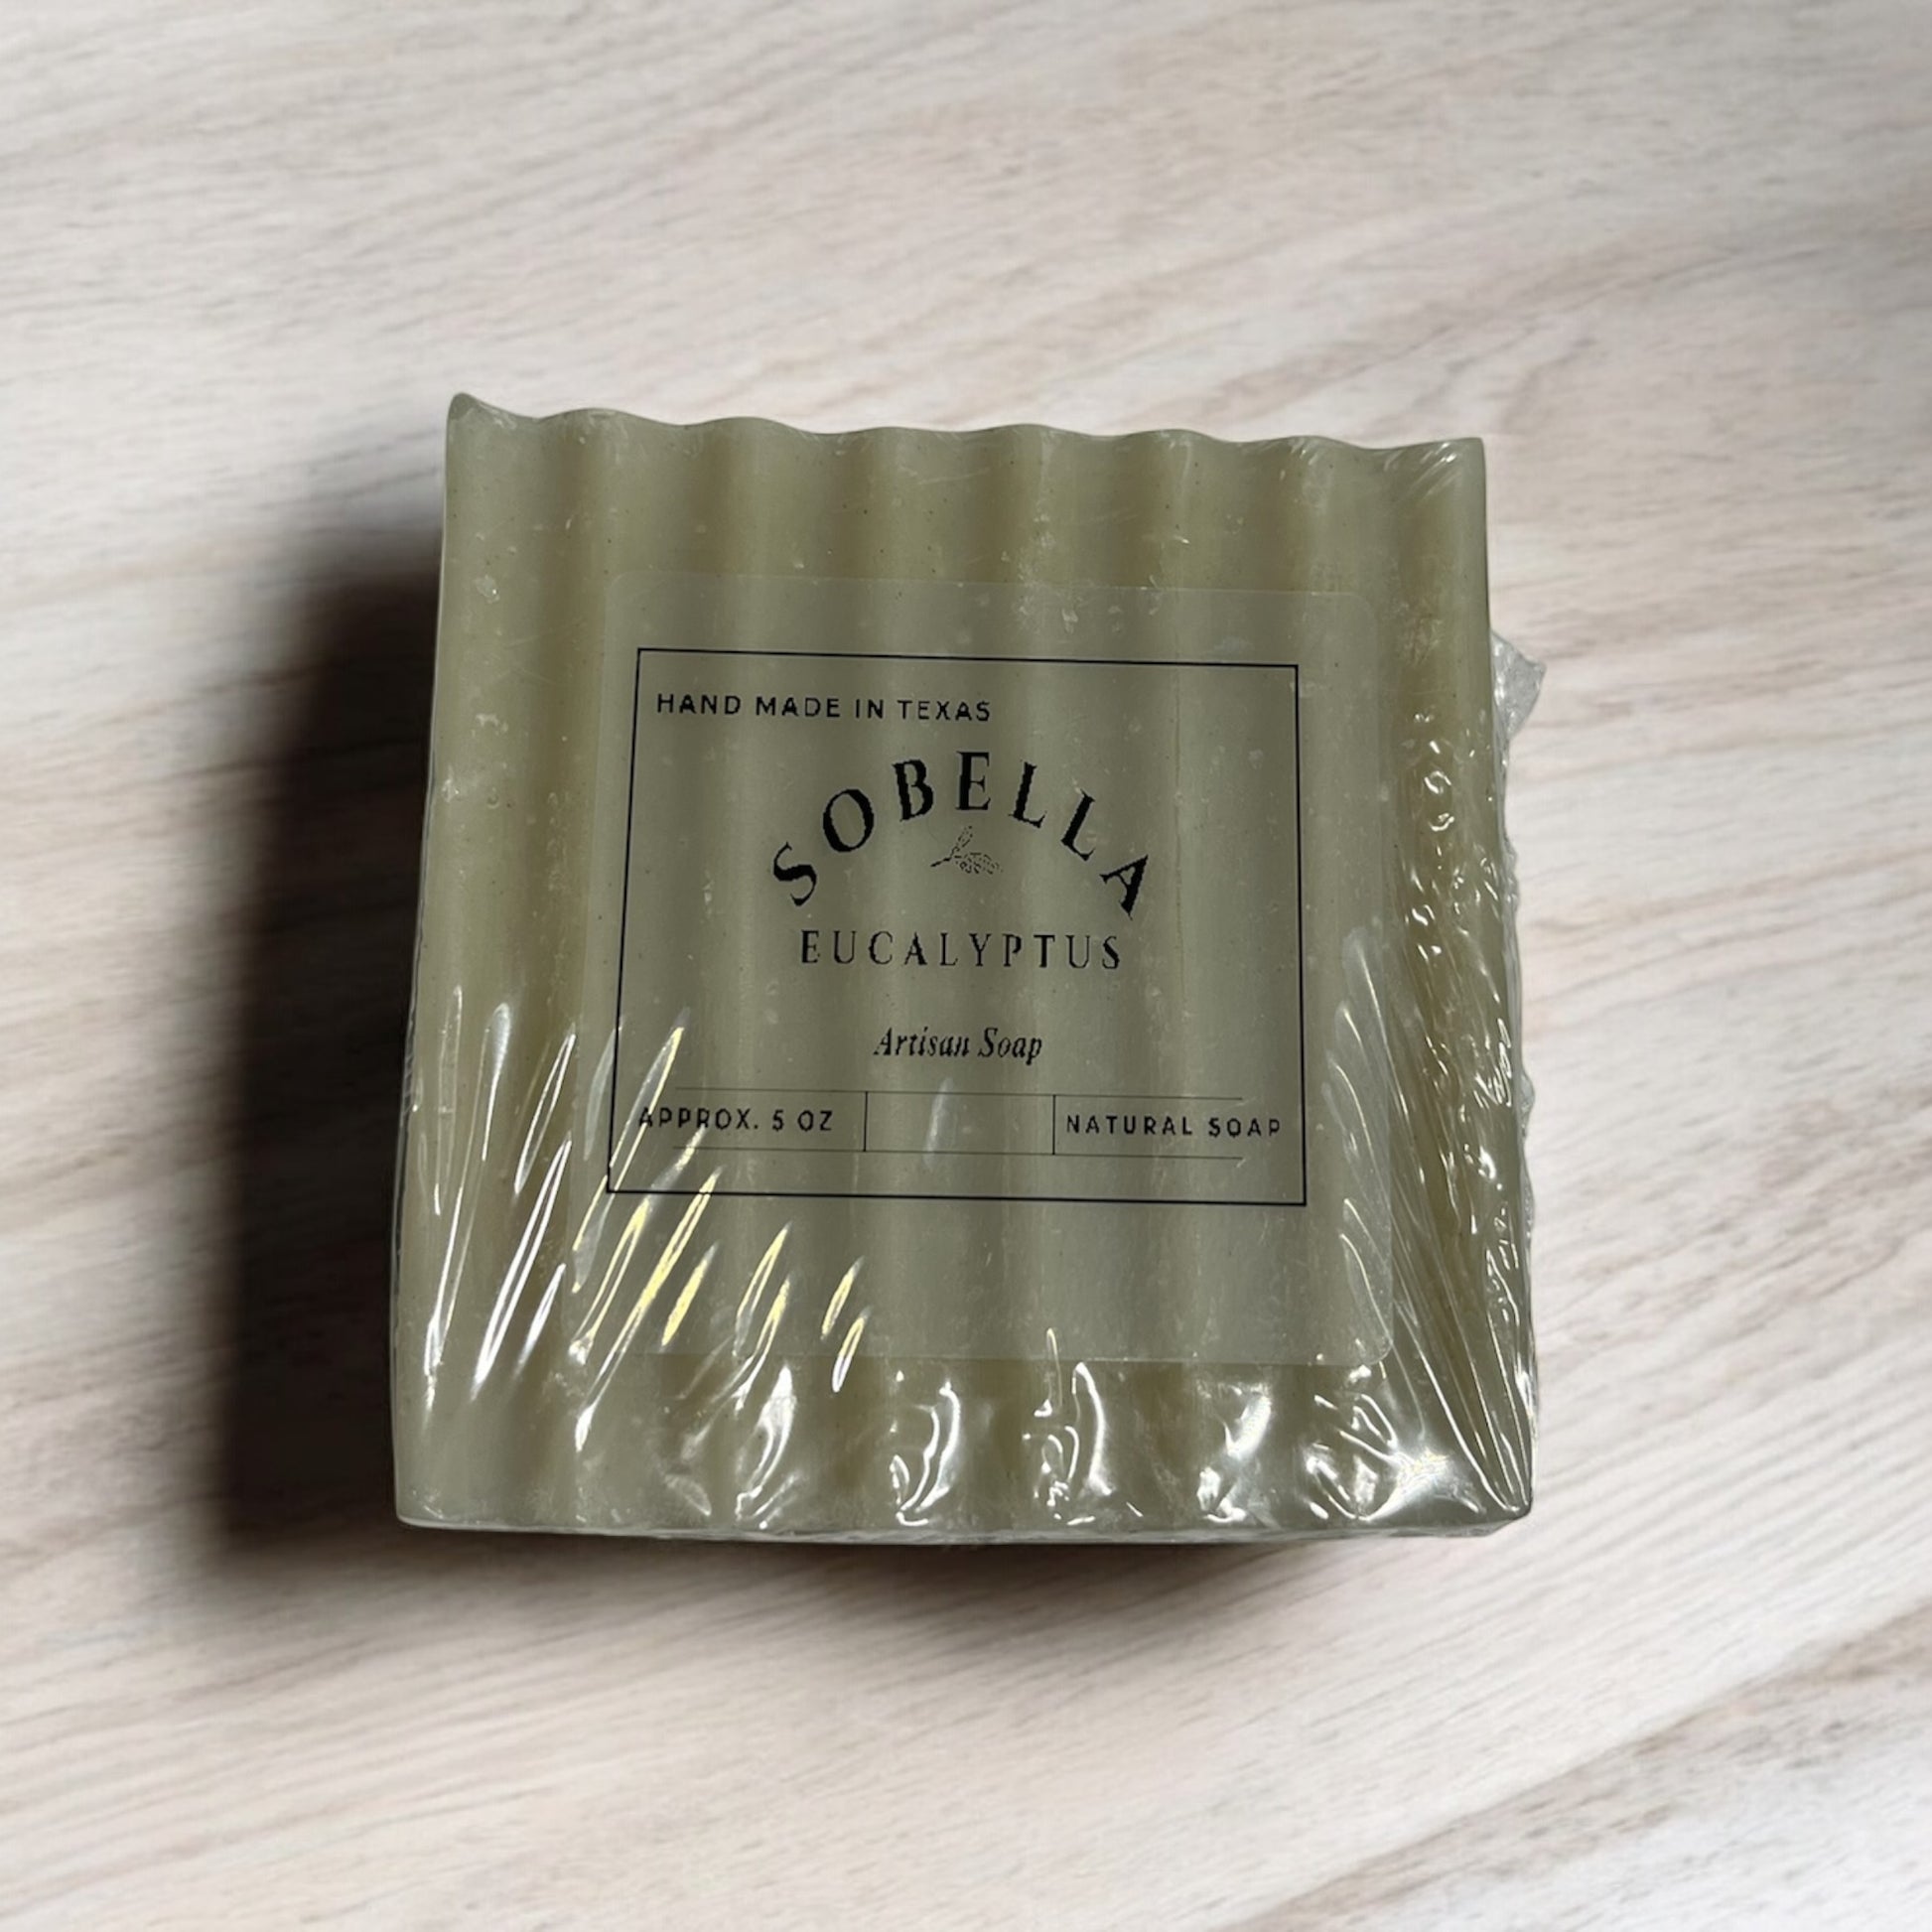 HAND MADE IN TEXAS
SOBELLA
EUCALYPTUS
Artisan Soap
APPROX. 5 OZ
NATURAL SOAP